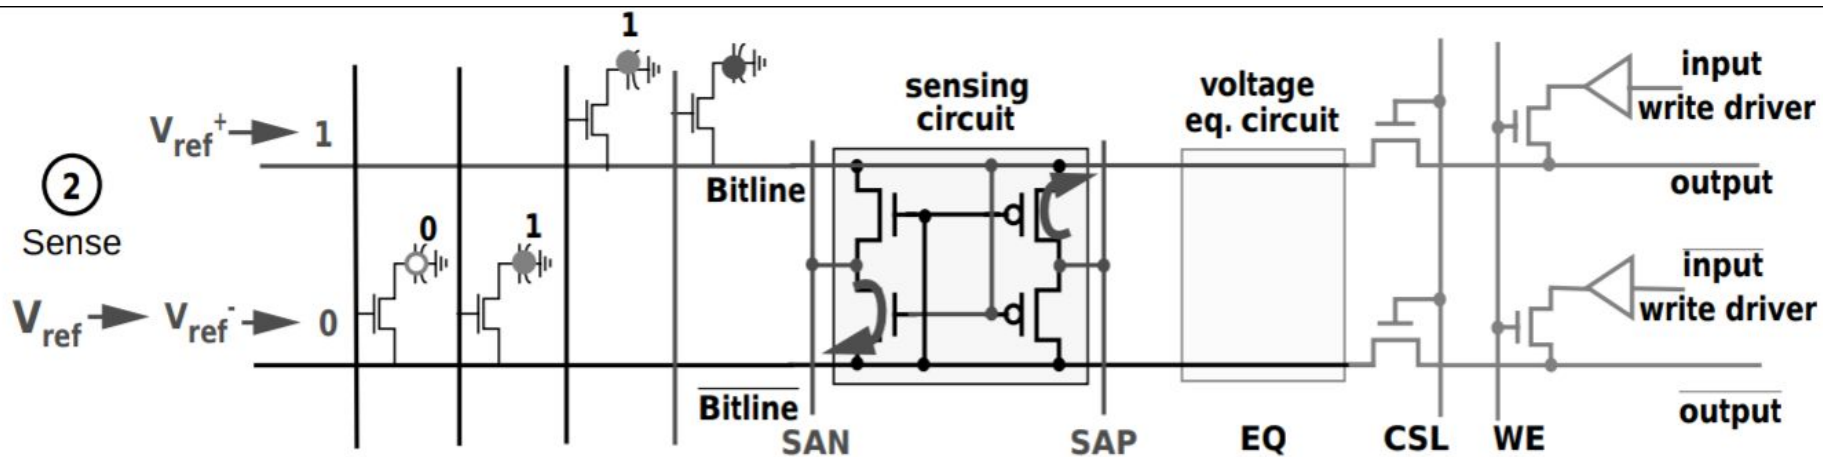 1
sensing
circuit
voltage
eq. circuit
input
write driver
Vref+
1
2
Sense
Bitline
output
0
1
input
write driver
Vref
Vref-
0
Bitline
output
SAN
SAP
EQ
CSL
WE